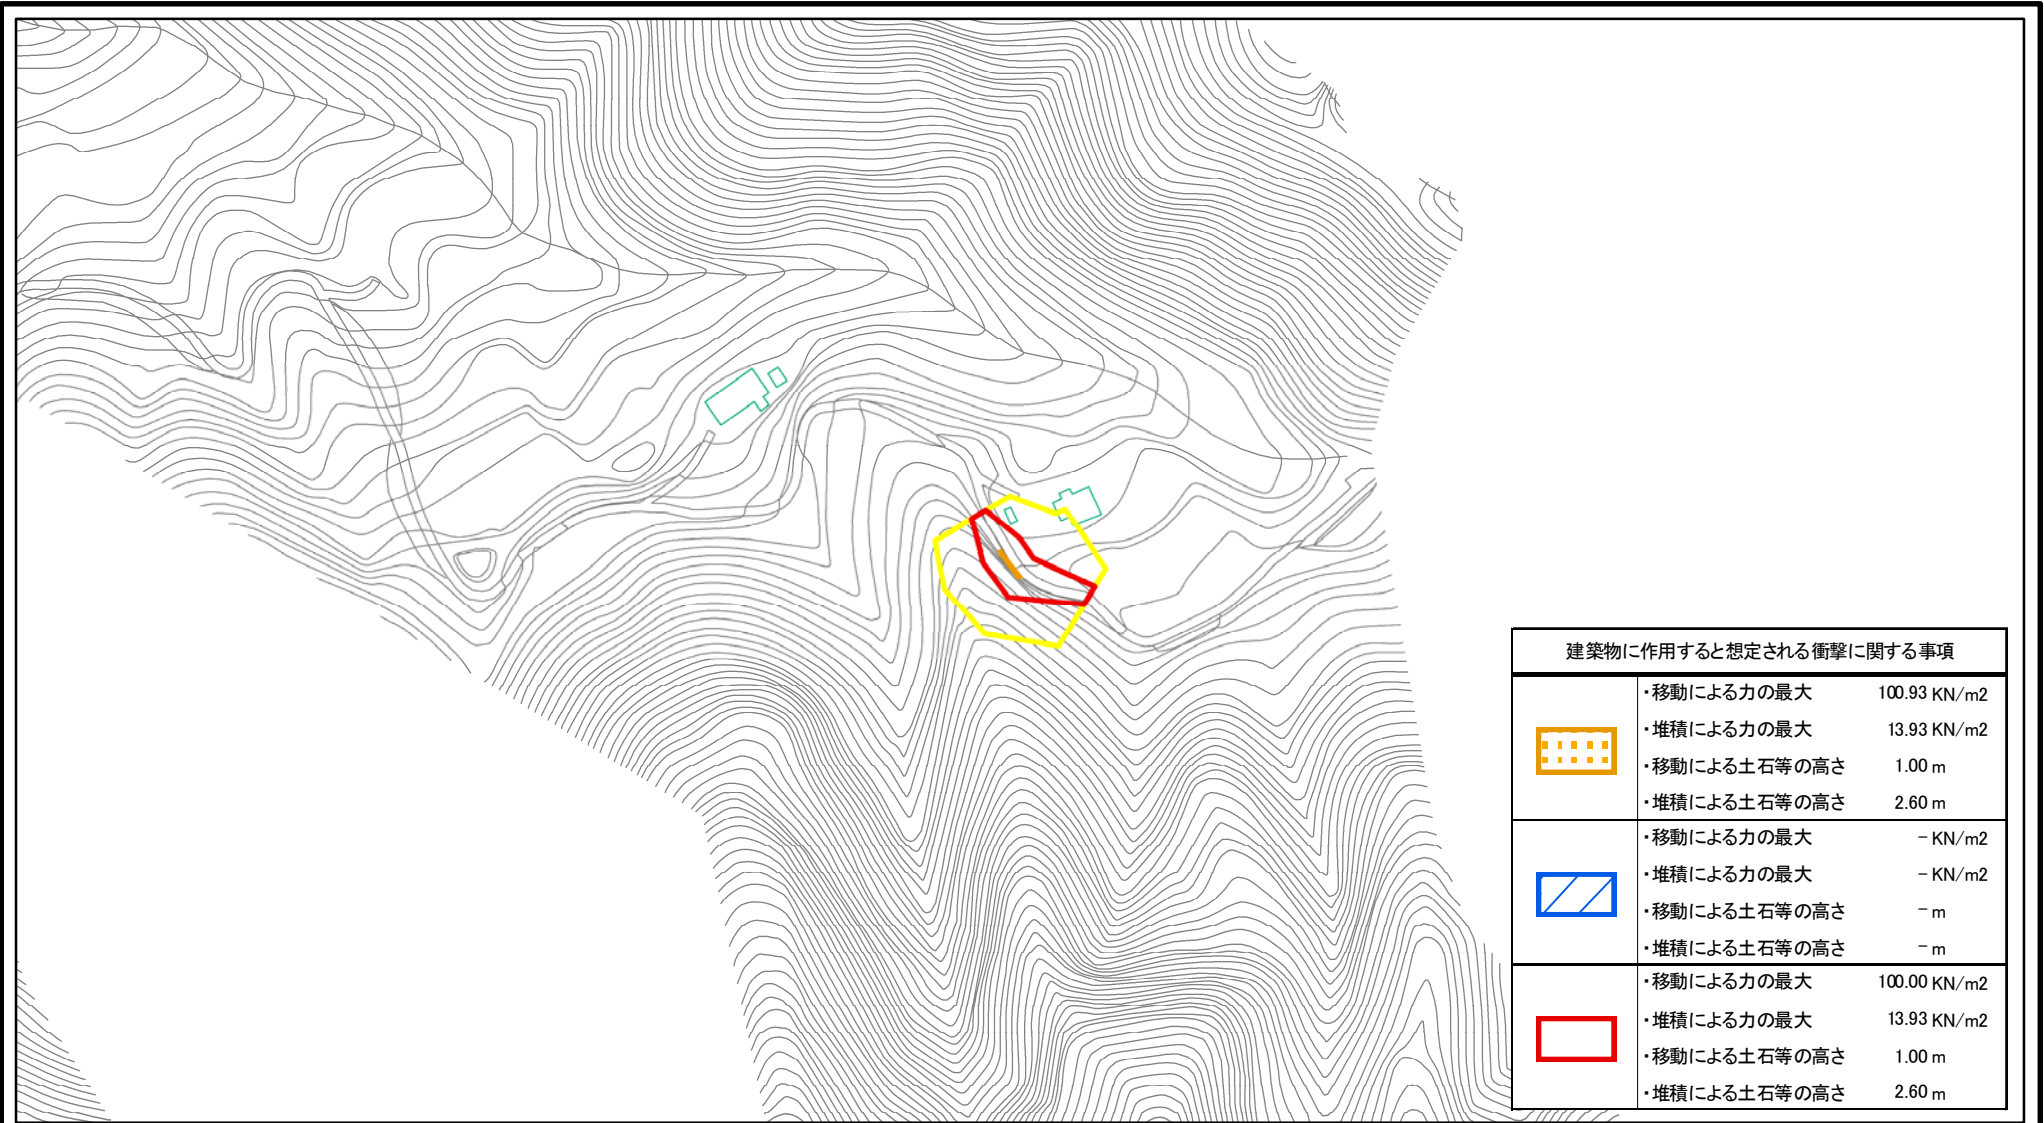 建築物に作用すると想定される衝撃に関する事項
・移動による力の最大 100.93 KN/m2
・堆積による力の最大 13.93 KN/m2
・移動による土石等の高さ 1.00 m
・堆積による土石等の高さ 2.60 m
・移動による力の最大 - KN/m2
・堆積による力の最大 - KN/m2
・移動による土石等の高さ - m
・堆積による土石等の高さ - m
・移動による力の最大 100.00 KN/m2
・堆積による力の最大 13.93 KN/m2
・移動による土石等の高さ 1.00 m
・堆積による土石等の高さ 2.60 m